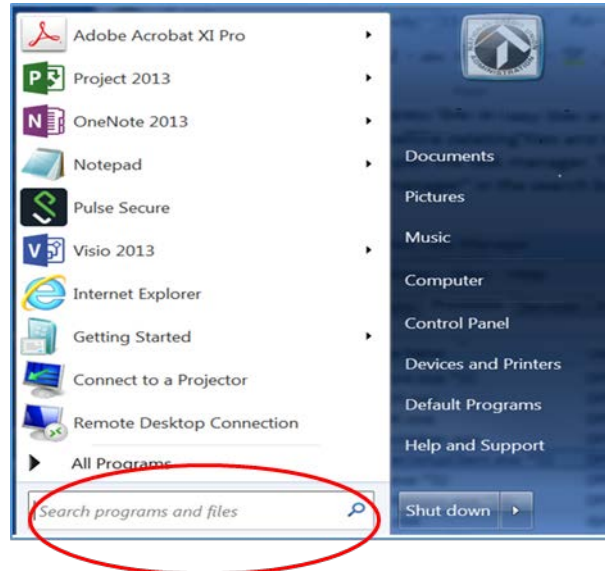 Adobe Acrobat XI Pro
Project 2013
OneNote 2013
Notepad
Pulse Secure
Visio 2013
Internet Explorer
Getting Started
Connect to a Projector
Remote Desktop Connection
All Programs
Search programs and files
Documents
Pictures
Music
Computer
Control Panel
Devices and Printers
Default Programs
Help and Support
Shut down